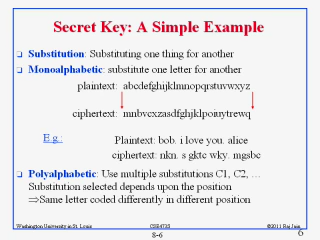 Secret Key: A Simple Example
Substitution: Substituting one thing for another
Monoalphabetic: substitute one letter for another
plaintext: abcdefghijklmnopqrstuvwxyz
ciphertext: mnbvcxzasdfghjklpoiuytrewq
E.g.: Plaintext: bob. i love you. alice
ciphertext: nkn. s gktc wky. mgsbc
Polyalphabetic: Use multiple substitutions C1, C2, …
Substitution selected depends upon the position
⇒Same letter coded differently in different position
Washington University in St. Louis CSE473S ©2011 Raj Jain
8-6 6